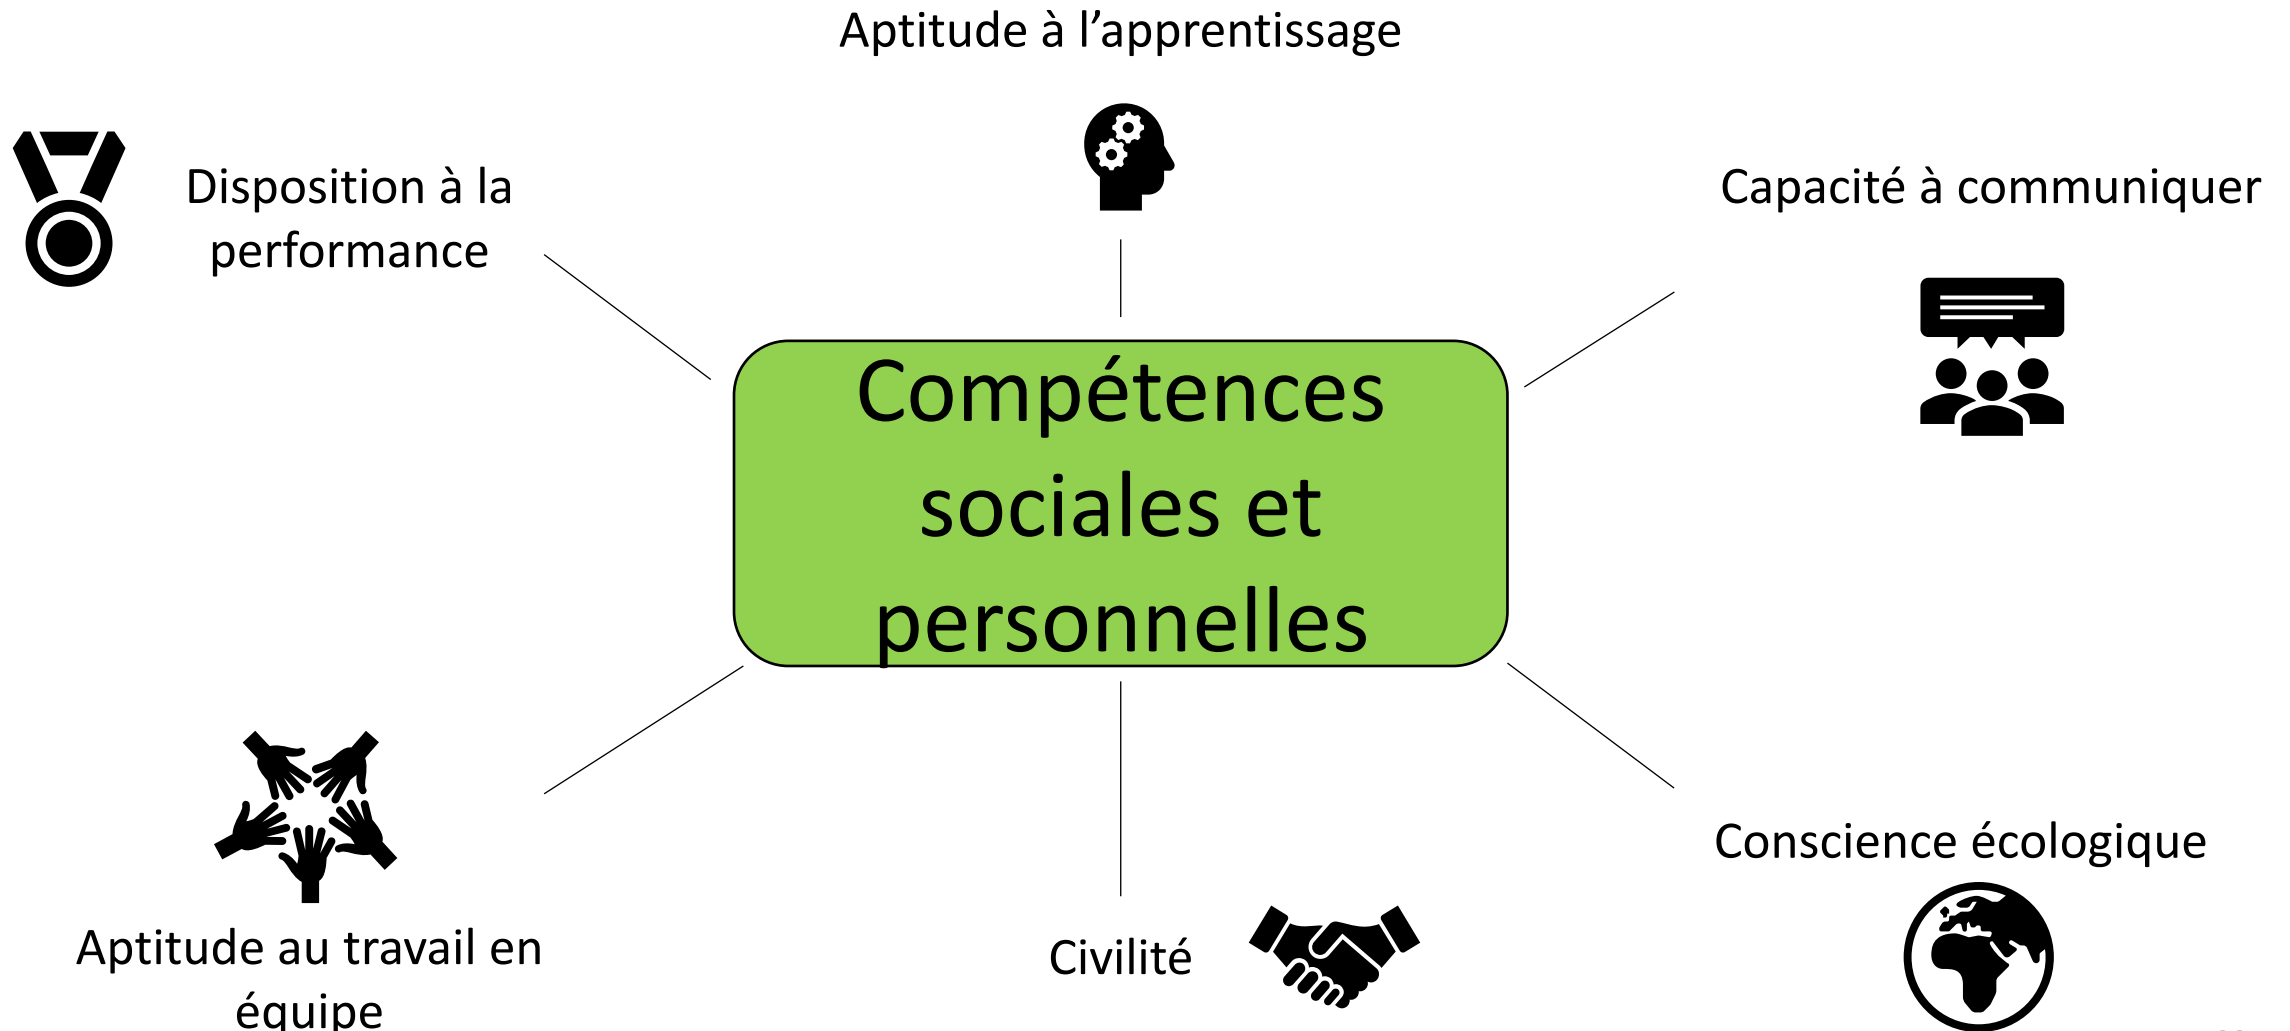 Aptitude à l’apprentissage
Disposition à la
performance
Capacité à communiquer
Compétences
sociales et
personnelles
Aptitude au travail en
équipe
Civilité
Conscience écologique